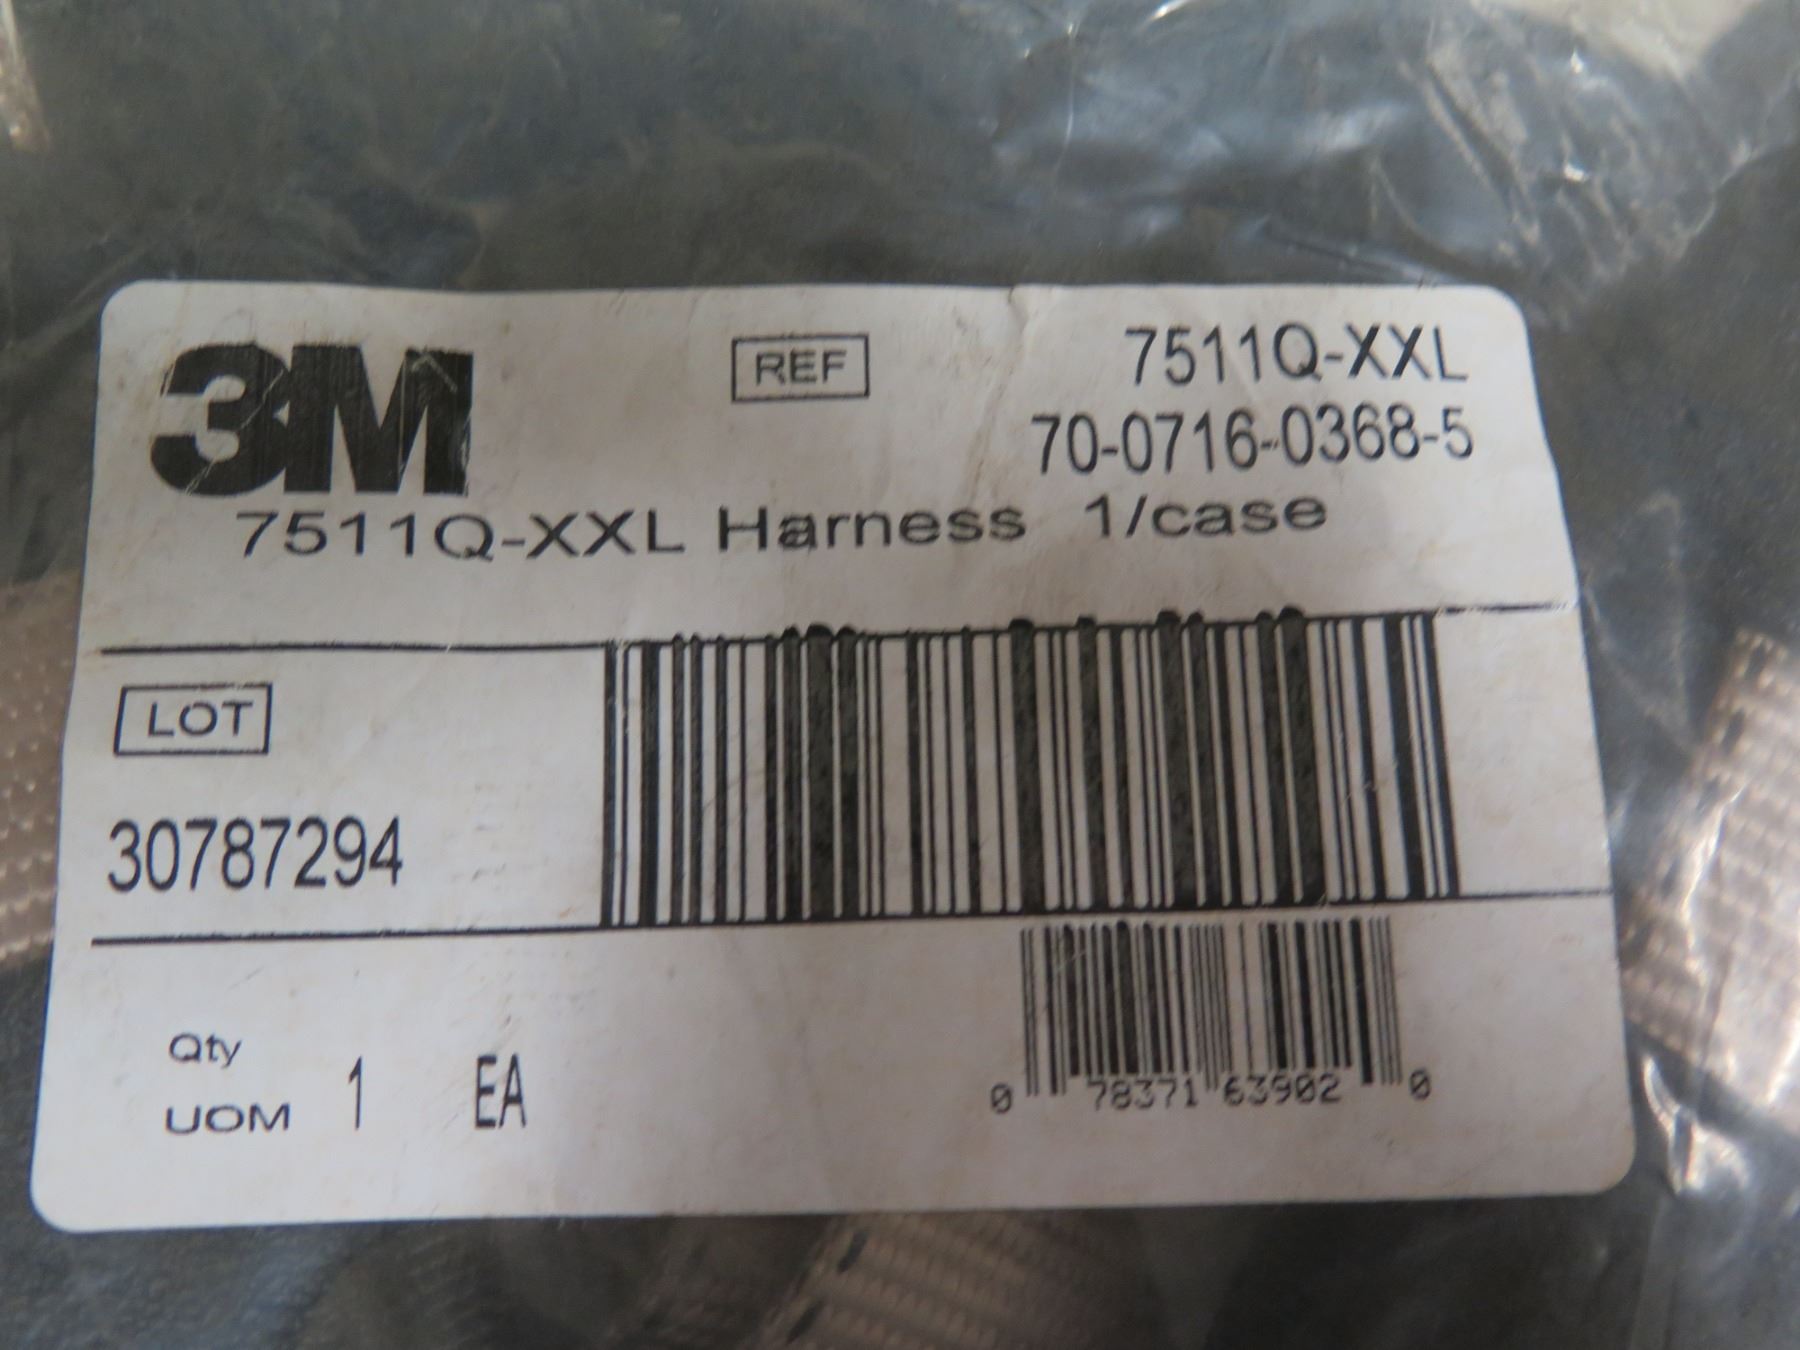 3M
REF
7511Q-XXL
70-0716-0368-5
7511Q-XXL Harness 1/case
LOT
30787294
Qty
UOM 1 EA
0 78371 63902 0